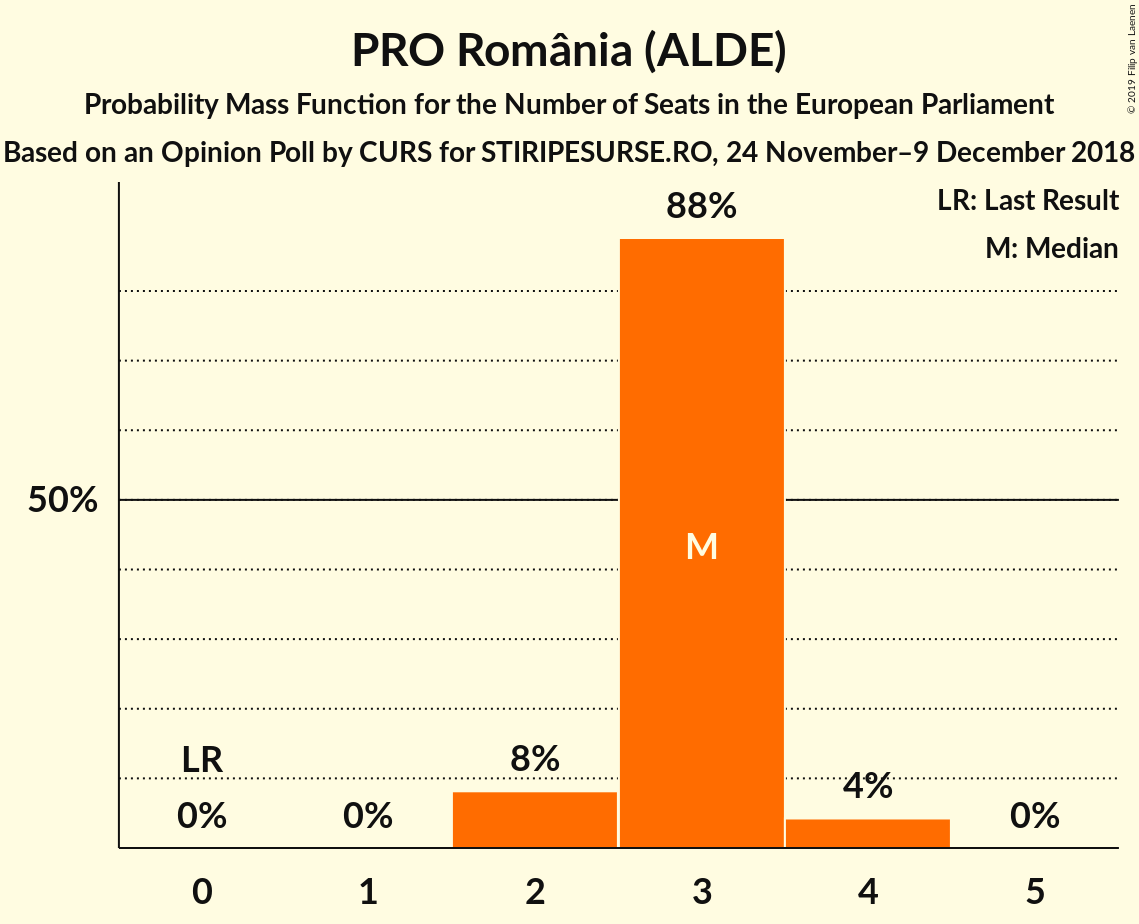 PRO România (ALDE)
Probability Mass Function for the Number of Seats in the European Parliament
Based on an Opinion Poll by CURS for STIRIPESURSE.RO, 24 November–9 December 2018
© 2019 Filip van Laenen
LR: Last Result
M: Median
88%
50%
M
LR
0%
0%
8%
4%
0%
0 1 2 3 4 5